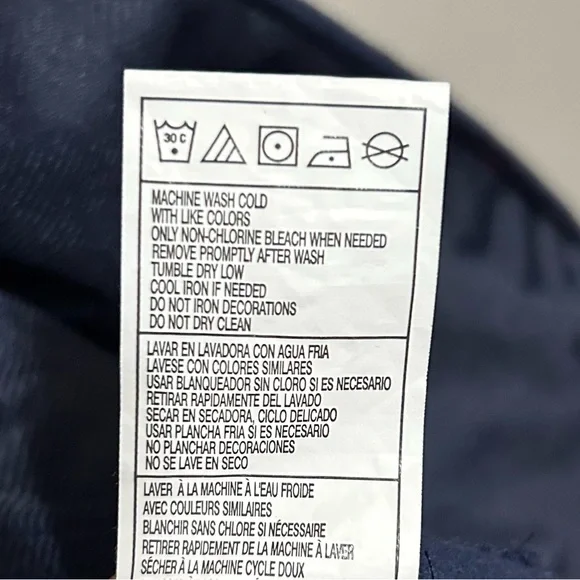 30 C
MACHINE WASH COLD
WITH LIKE COLORS
ONLY NON-CHLORINE BLEACH WHEN NEEDED
REMOVE PROMPTLY AFTER WASH
TUMBLE DRY LOW
COOL IRON IF NEEDED
DO NOT IRON DECORATIONS
DO NOT DRY CLEAN
LAVAR EN LAVADORA CON AGUA FRIA
LAVESE CON COLORES SIMILARES
USAR BLANQUEADOR SIN CLORO SI ES NECESARIO
RETIRAR RAPIDAMENTE DEL LAVADO
SECAR EN SECADORA, CICLO DELICADO
USAR PLANCHA FRIA SI ES NECESARIO
NO PLANCHAR DECORACIONES
NO SE LAVE EN SECO
LAVER À LA MACHINE À L'EAU FROIDE
AVEC COULEURS SIMILAIRES
BLANCHIR SANS CHLORE SI NÉCESSAIRE
RETIRER RAPIDEMENT DE LA MACHINE À LAVER
SÉCHER À LA MACHINE CYCLE DOUX